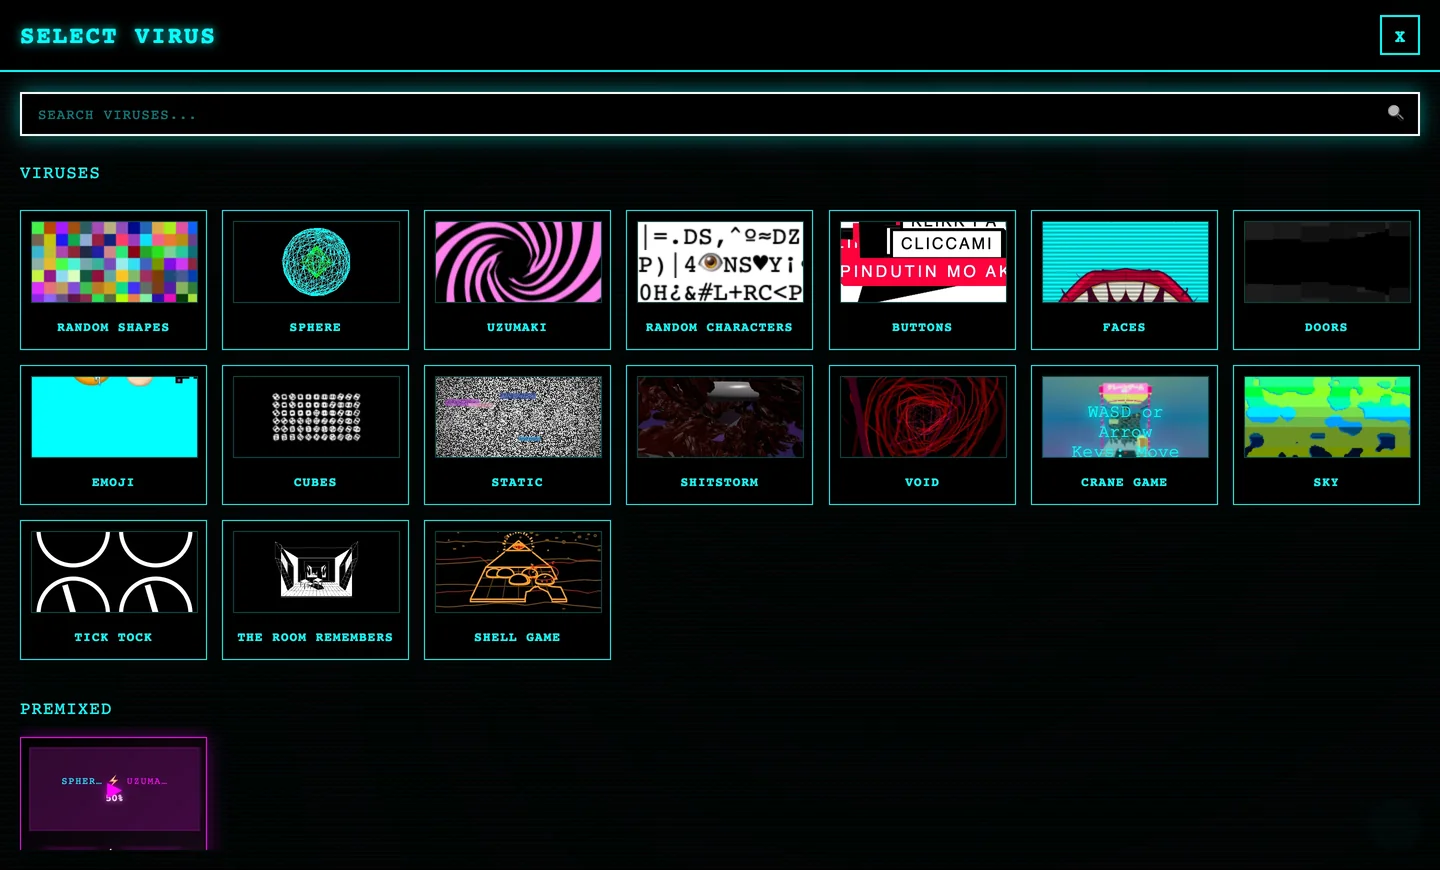 SELECT VIRUS
X
SEARCH VIRUSES...
VIRUSES
|=.DS,^º≈DZ
P)|4👁NS♥Y¡
0H¿&#L+RC<P
CLICCAMI
PINDUTIN MO AK
RANDOM SHAPES
SPHERE
UZUMAKI
RANDOM CHARACTERS
BUTTONS
FACES
DOORS
WASD or
Arrow
Keys: Move
EMOJI
CUBES
STATIC
SHITSTORM
VOID
CRANE GAME
SKY
TICK TOCK
THE ROOM REMEMBERS
SHELL GAME
PREMIXED
SPHER… ⚡ UZUMA…
50%